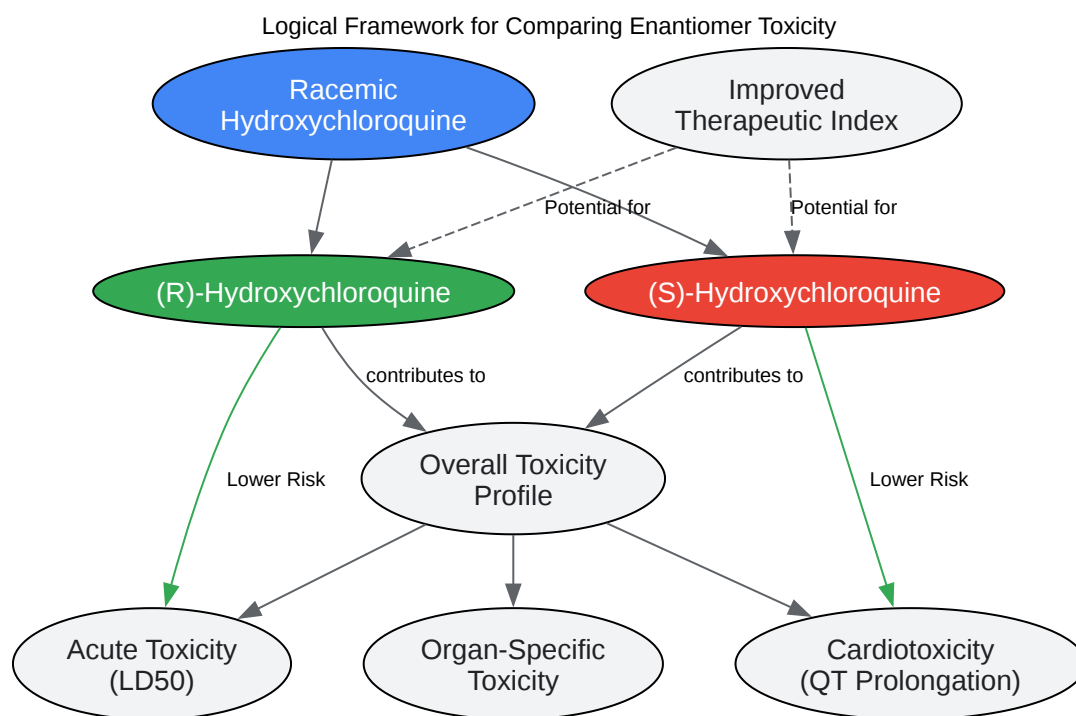 Logical Framework for Comparing Enantiomer Toxicity
Racemic
Hydroxychloroquine
Improved
Therapeutic Index
Potential for
Potential for
(R)-Hydroxychloroquine
(S)-Hydroxychloroquine
contributes to
contributes to
Overall Toxicity
Profile
Lower Risk
Lower Risk
Acute Toxicity
(LD50)
Organ-Specific
Toxicity
Cardiotoxicity
(QT Prolongation)